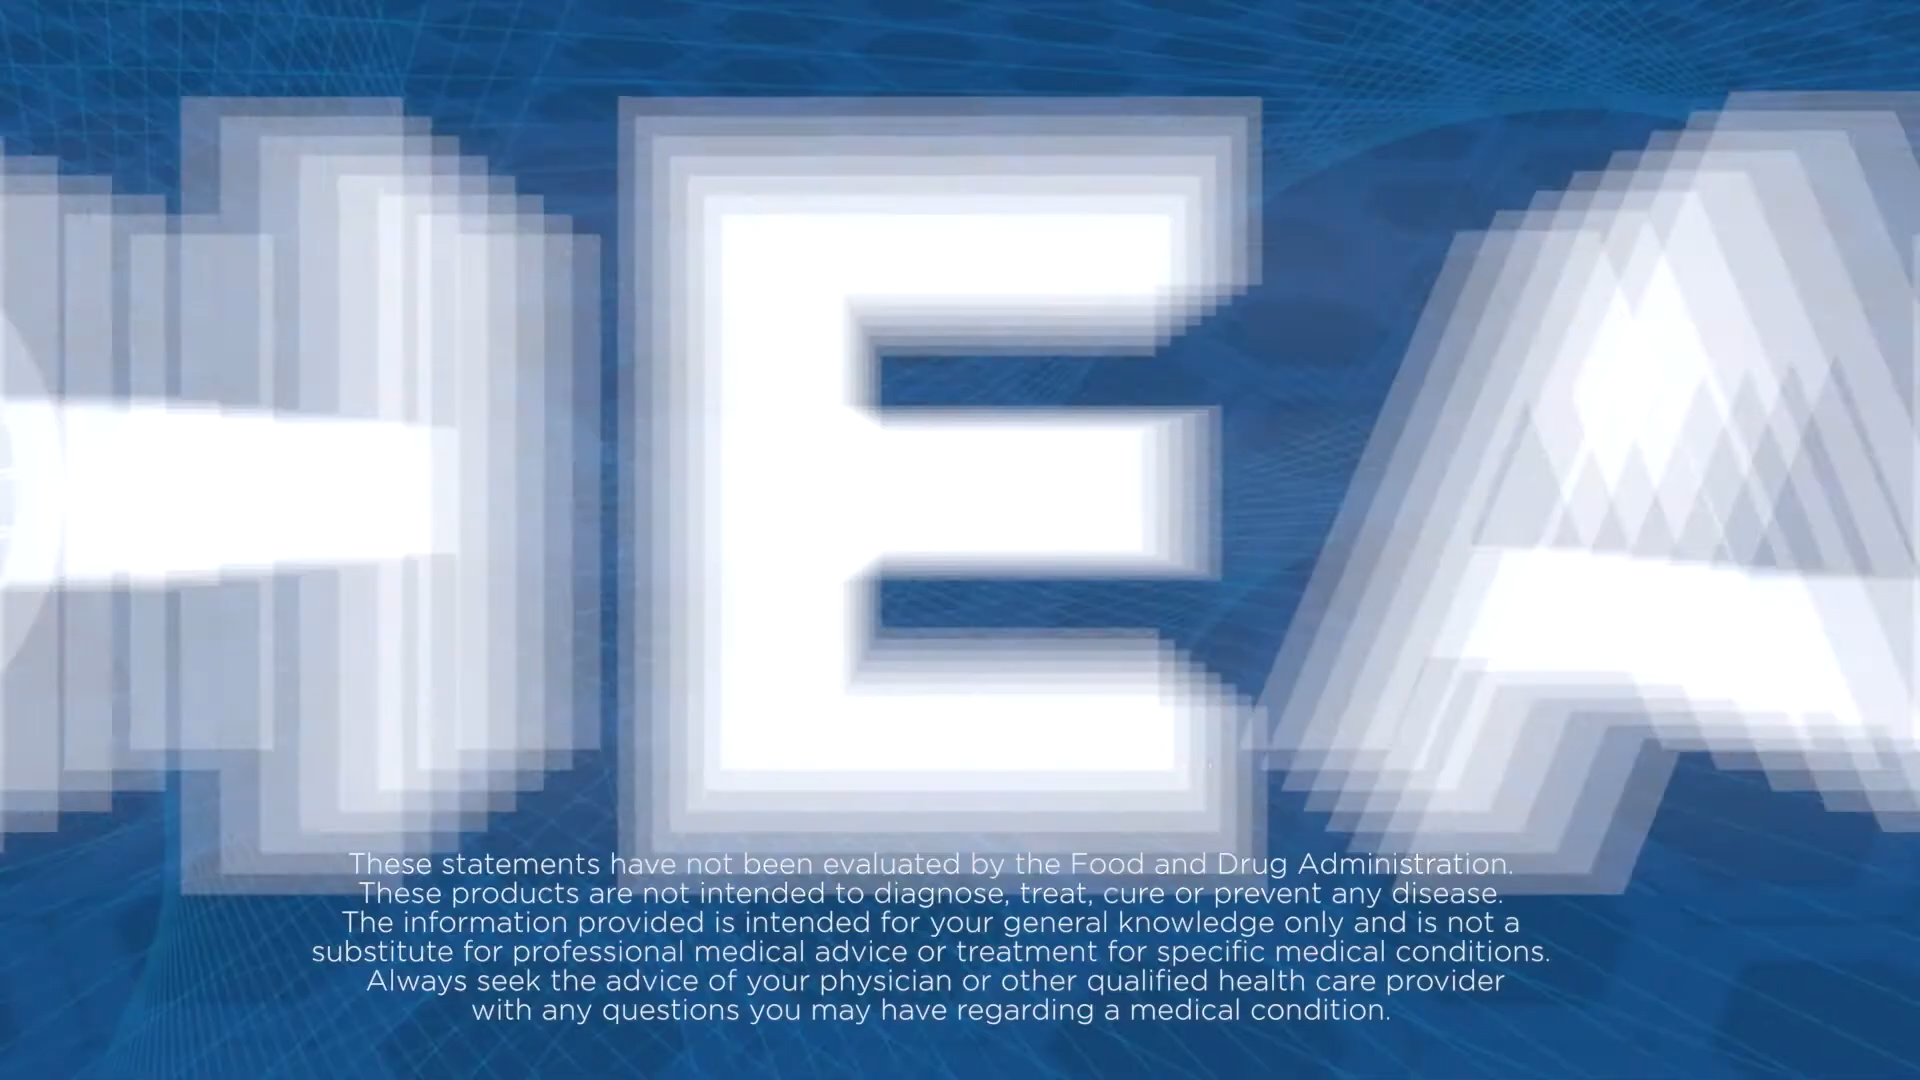 HEA
These statements have not been evaluated by the Food and Drug Administration.
These products are not intended to diagnose, treat, cure or prevent any disease.
The information provided is intended for your general knowledge only and is not a
substitute for professional medical advice or treatment for specific medical conditions.
Always seek the advice of your physician or other qualified health care provider
with any questions you may have regarding a medical condition.